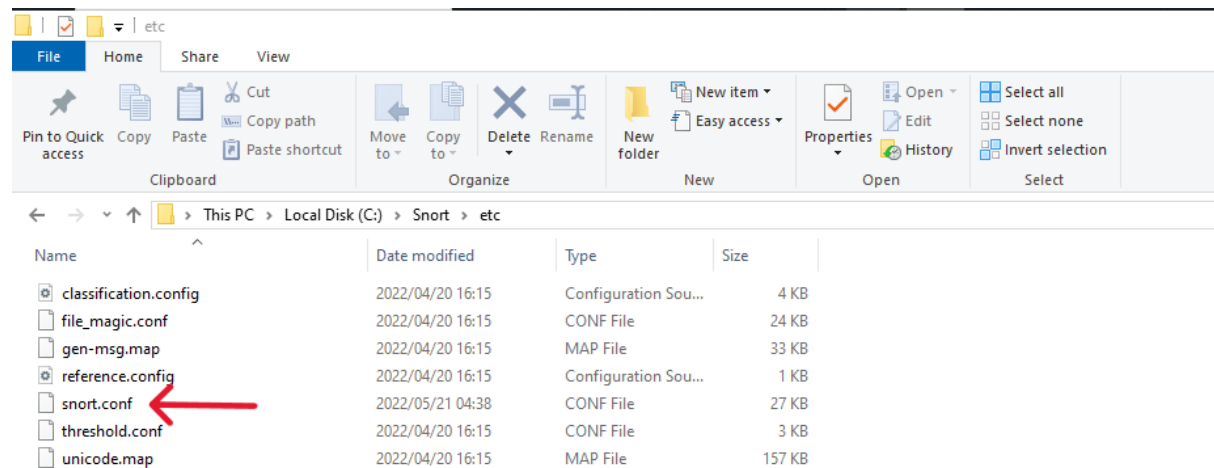 etc
File Home Share View
Pin to Quick access
Copy
Paste
Cut
Copy path
Paste shortcut
Clipboard
Move to
Copy to
Delete
Rename
Organize
New folder
New item
Easy access
New
Properties
Open
Edit
History
Open
Select all
Select none
Invert selection
Select
This PC > Local Disk (C:) > Snort > etc
Name Date modified Type Size
classification.config 2022/04/20 16:15 Configuration Sou... 4 KB
file_magic.conf 2022/04/20 16:15 CONF File 24 KB
gen-msg.map 2022/04/20 16:15 MAP File 33 KB
reference.config 2022/04/20 16:15 Configuration Sou... 1 KB
snort.conf 2022/05/21 04:38 CONF File 27 KB
threshold.conf 2022/04/20 16:15 CONF File 3 KB
unicode.map 2022/04/20 16:15 MAP File 157 KB